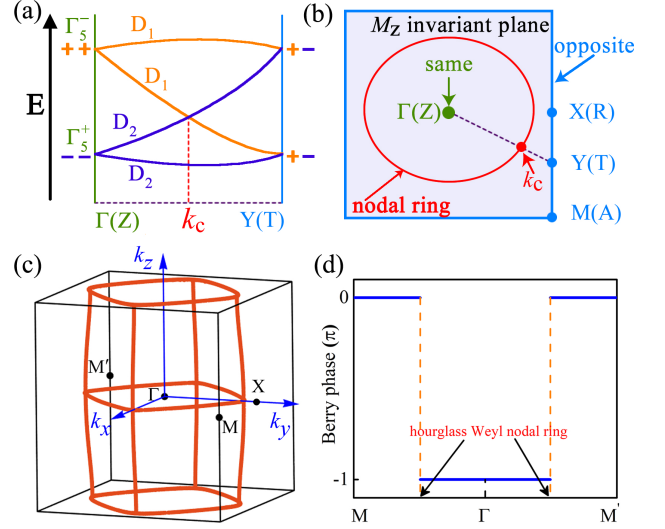 (a)
Γ5−
++
D1
+-
D1
E
Γ5+
D2
--
+-
D2
Γ(Z)
kc
Y(T)
(b)
MZ invariant plane
opposite
same
Γ(Z)
X(R)
Y(T)
kc
nodal ring
M(A)
(c)
kz
M'
Γ
X
M
kx
ky
(d)
0
Berry phase (π)
hourglass Weyl nodal ring
-1
M
Γ
M'